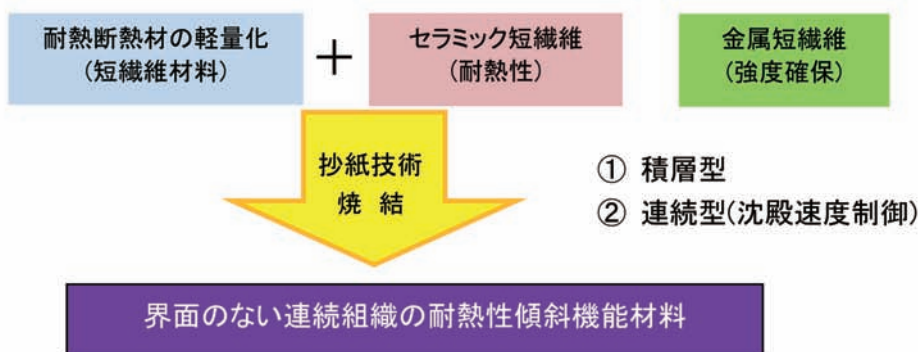 耐熱断熱材の軽量化
(短繊維材料)
＋
セラミック短繊維
(耐熱性)
金属短繊維
(強度確保)
抄紙技術
焼 結
① 積層型
② 連続型(沈殿速度制御)
界面のない連続組織の耐熱性傾斜機能材料